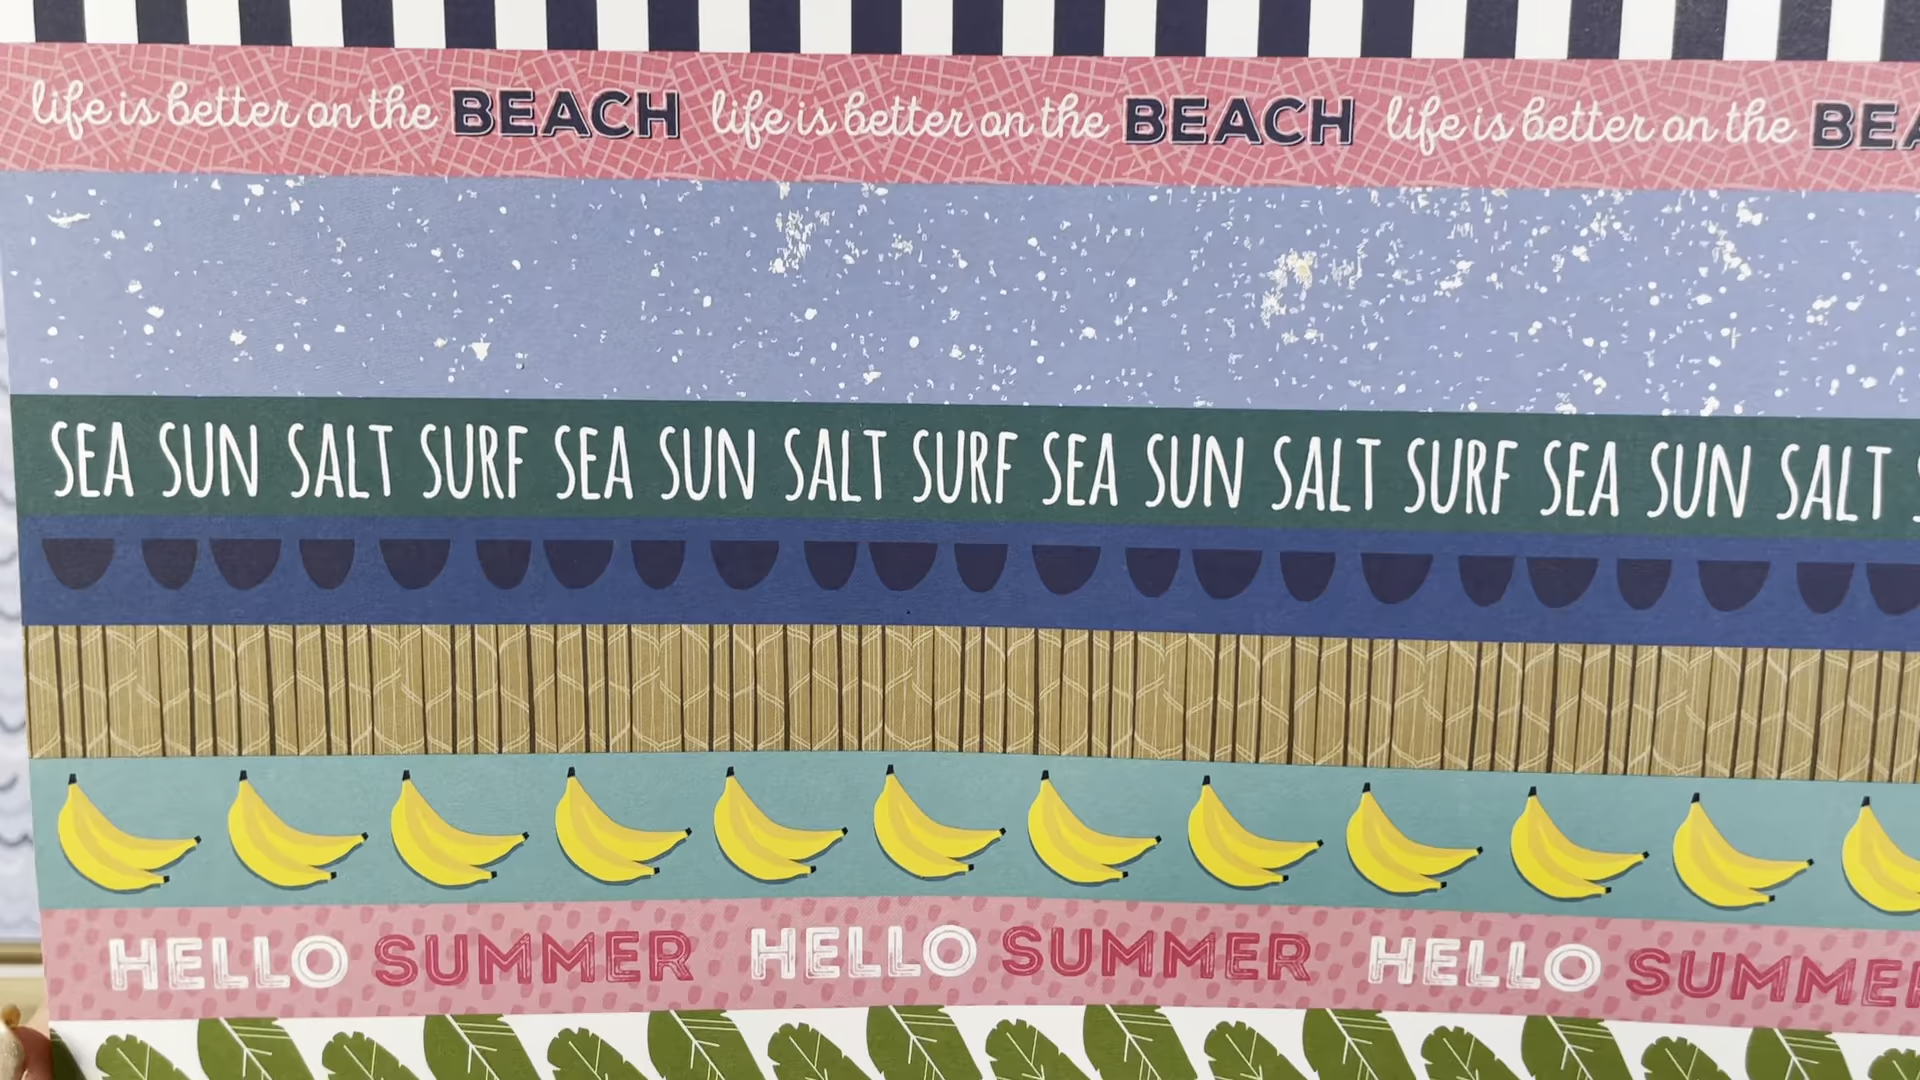 life is better on the BEACH life is better on the BEACH life is better on the
SEA SUN SALT SURF SEA SUN SALT SURF SEA SUN SALT SURF SEA SUN SALT
HELLO SUMMER HELLO SUMMER HELLO SUMMER